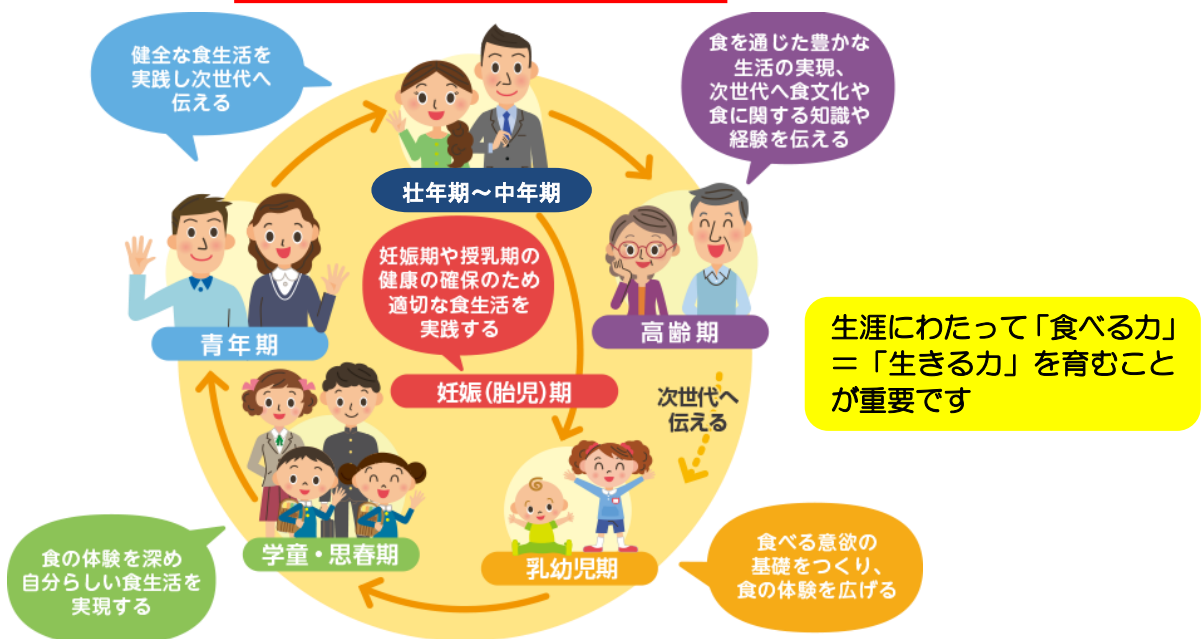 健全な食生活を
実践し次世代へ
伝える
食を通じた豊かな
生活の実現、
次世代へ食文化や
食に関する知識や
経験を伝える
壮年期～中年期
妊娠期や授乳期の
健康の確保のため
適切な食生活を
実践する
青年期
高齢期
生涯にわたって「食べる力」
＝「生きる力」を育むこと
が重要です
妊娠(胎児)期
次世代へ
伝える
学童・思春期
乳幼児期
食の体験を深め
自分らしい食生活を
実現する
食べる意欲の
基礎をつくり、
食の体験を広げる